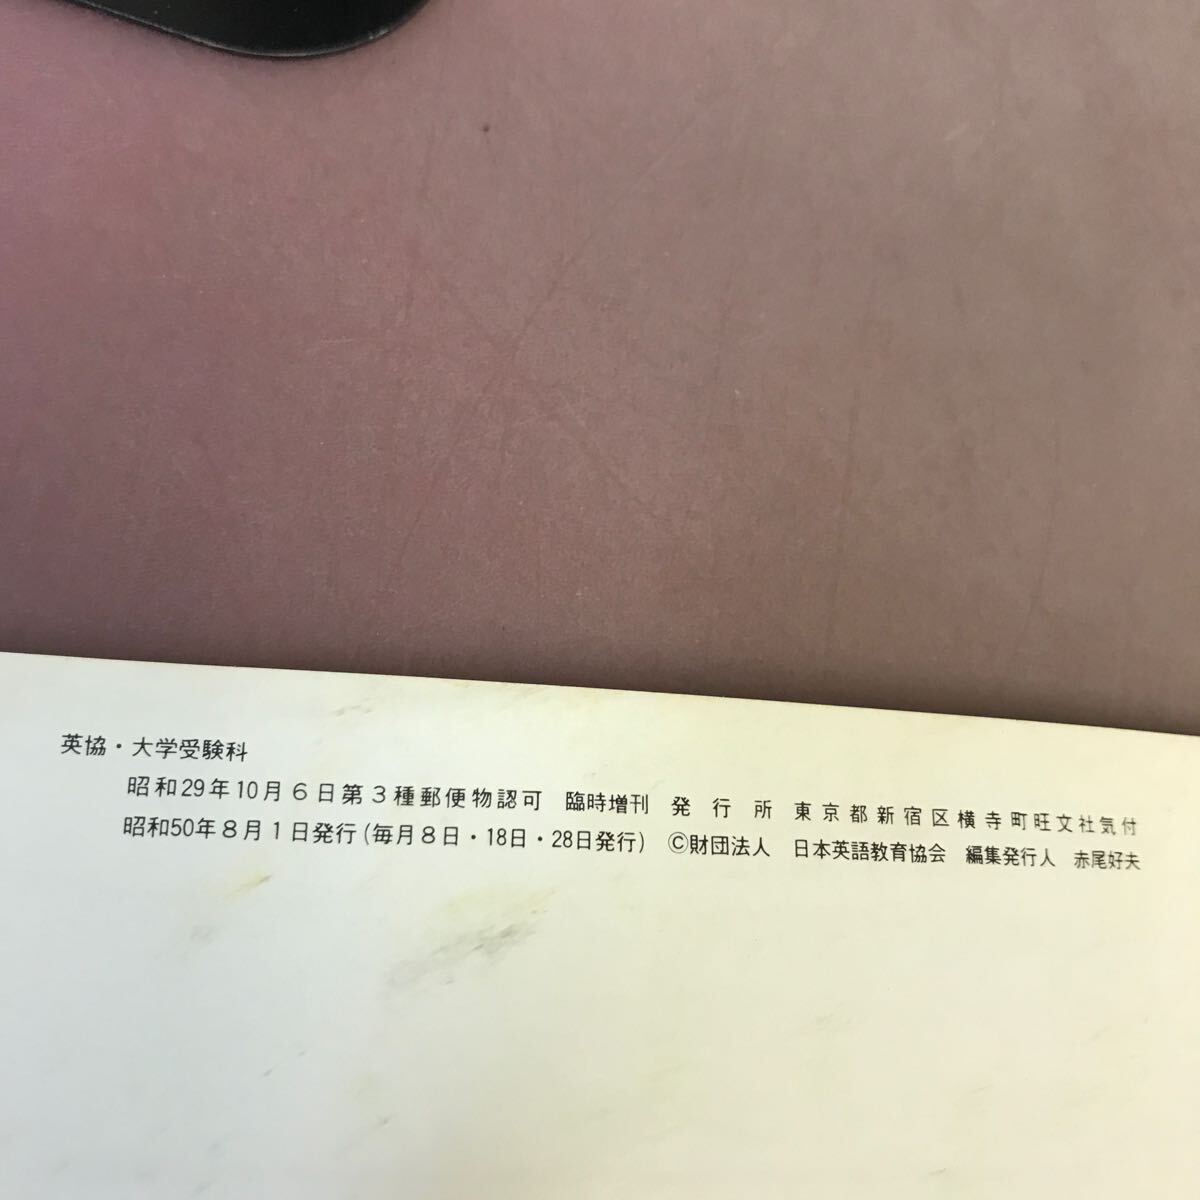 英協・大学受験科
昭和29年10月6日第3種郵便物認可 臨時増刊 発行所 東京都新宿区横寺町旺文社気付
昭和50年8月1日発行(毎月8日・18日・28日発行) ©財団法人 日本英語教育協会 編集発行人 赤尾好夫